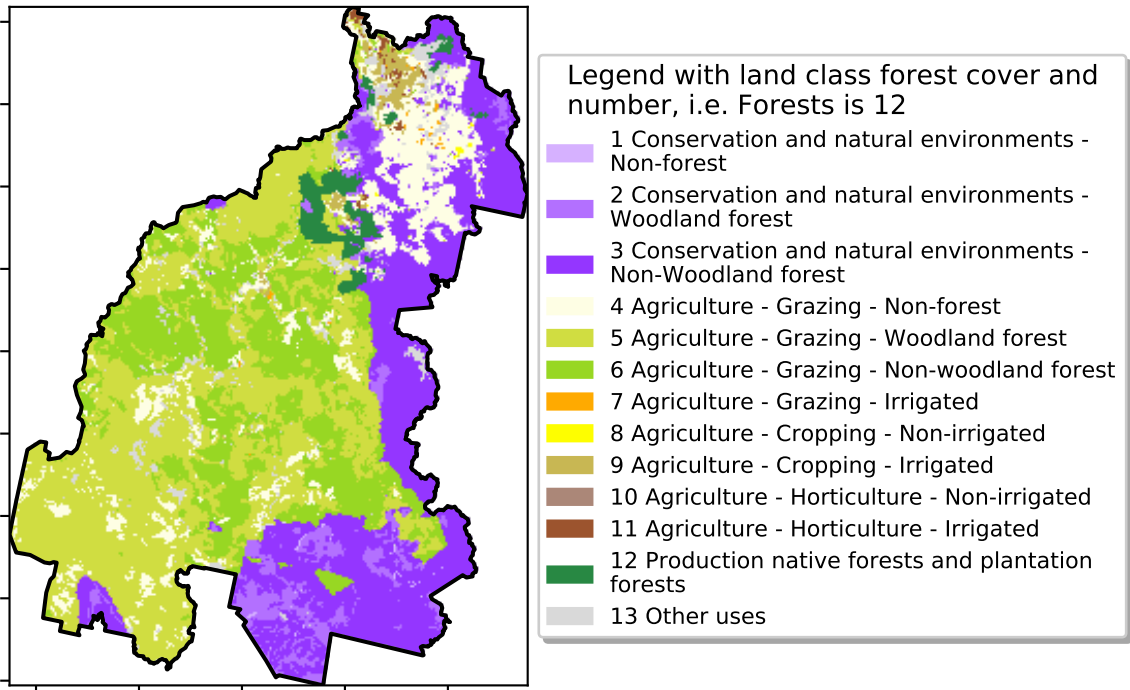 Legend with land class forest cover and
number, i.e. Forests is 12
1 Conservation and natural environments -
Non-forest
2 Conservation and natural environments -
Woodland forest
3 Conservation and natural environments -
Non-Woodland forest
4 Agriculture - Grazing - Non-forest
5 Agriculture - Grazing - Woodland forest
6 Agriculture - Grazing - Non-woodland forest
7 Agriculture - Grazing - Irrigated
8 Agriculture - Cropping - Non-irrigated
9 Agriculture - Cropping - Irrigated
10 Agriculture - Horticulture - Non-irrigated
11 Agriculture - Horticulture - Irrigated
12 Production native forests and plantation
forests
13 Other uses